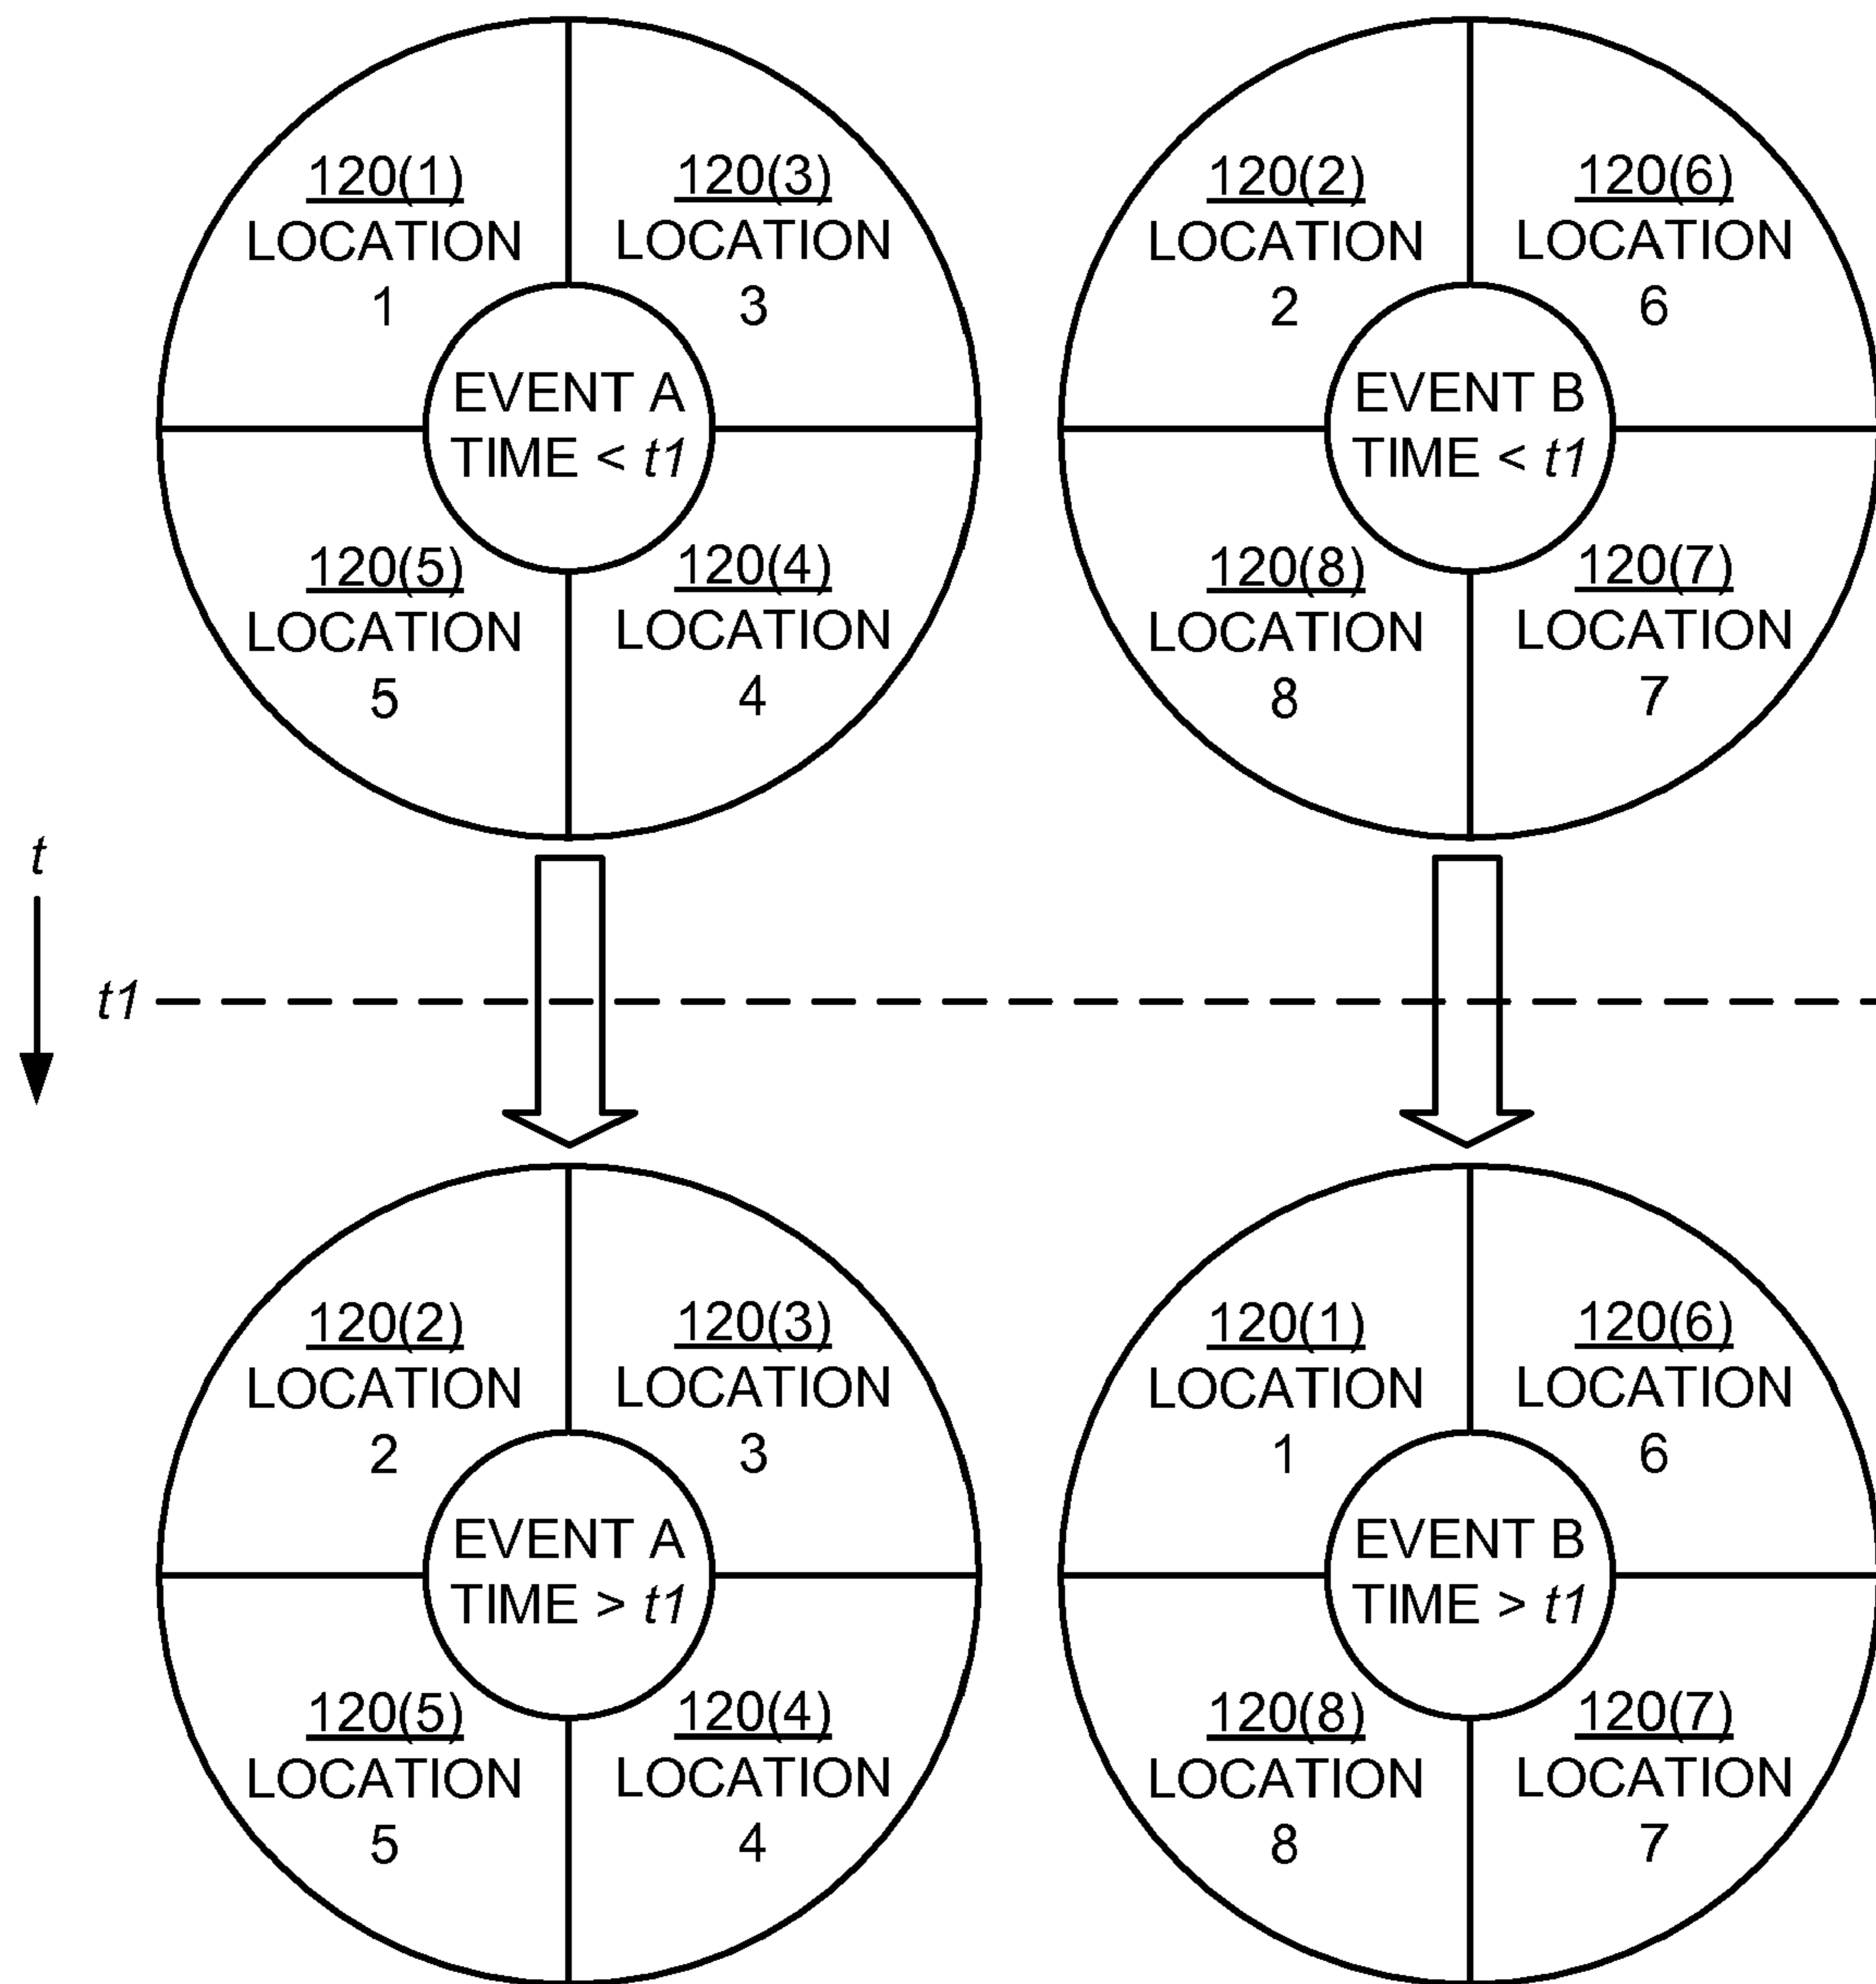 120(1)
LOCATION
1
120(3)
LOCATION
3
EVENT A
TIME < t1
120(5)
LOCATION
5
120(4)
LOCATION
4
120(2)
LOCATION
2
120(6)
LOCATION
6
EVENT B
TIME < t1
120(8)
LOCATION
8
120(7)
LOCATION
7
t
t1
120(2)
LOCATION
2
120(3)
LOCATION
3
EVENT A
TIME > t1
120(5)
LOCATION
5
120(4)
LOCATION
4
120(1)
LOCATION
1
120(6)
LOCATION
6
EVENT B
TIME > t1
120(8)
LOCATION
8
120(7)
LOCATION
7